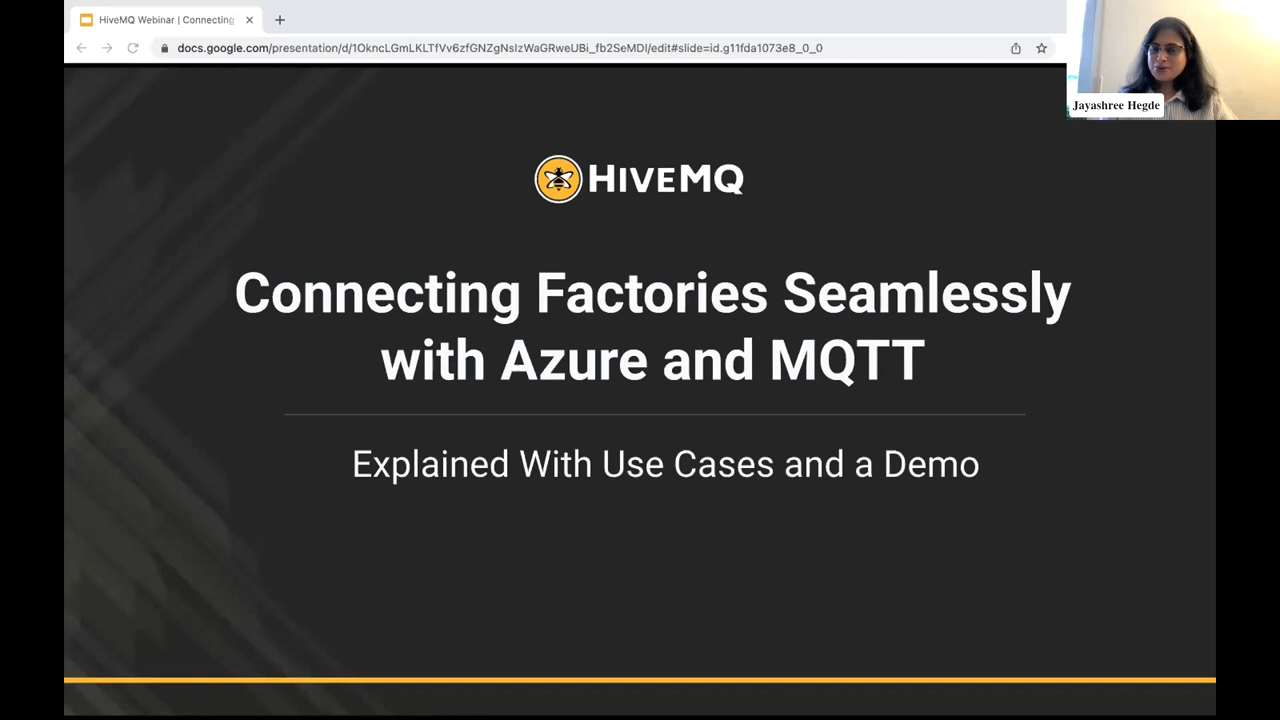 HiveMQ Webinar | Connecting
docs.google.com/presentation/d/1OkncLGmLKLTfVv6zfGNZgNsIzWaGRweUBi_fb2SeMDI/edit#slide=id.g11fda1073e8_0_0
Jayashree Hegde
HIVEMQ
Connecting Factories Seamlessly
with Azure and MQTT
Explained With Use Cases and a Demo